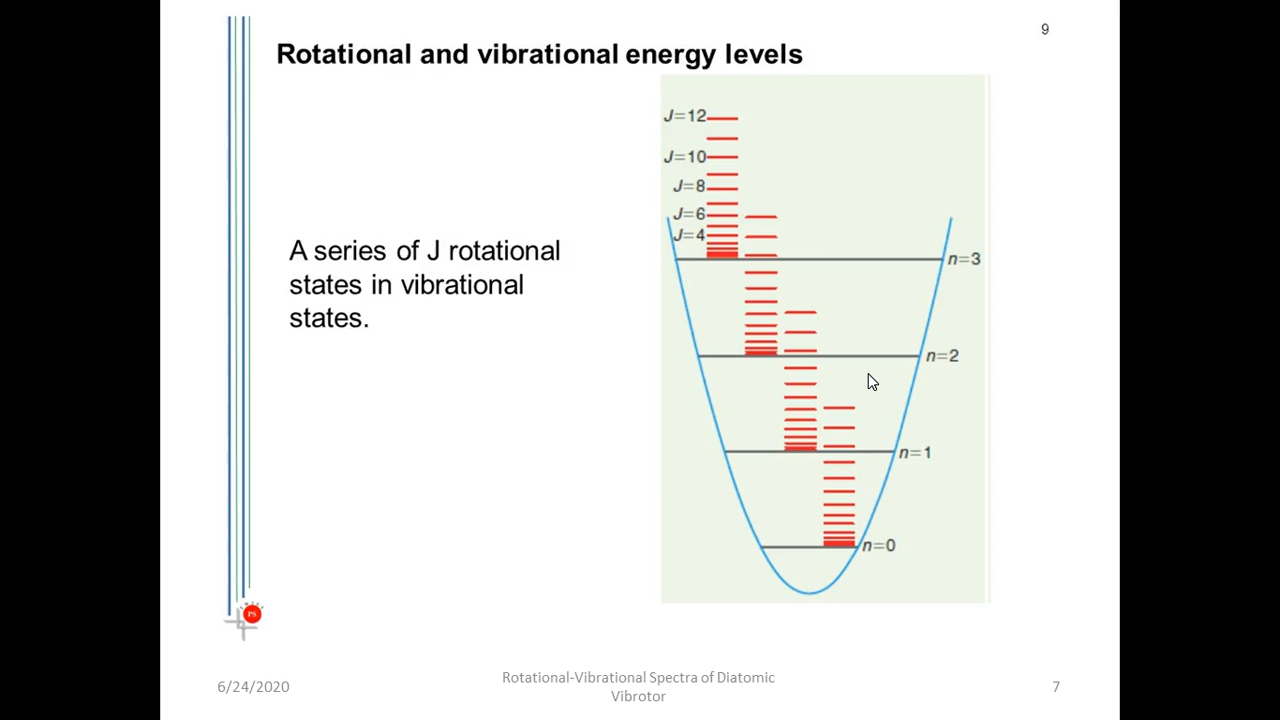 9
Rotational and vibrational energy levels
J=12
J=10
J=8
J=6
J=4
A series of J rotational
states in vibrational
states.
n=3
n=2
n=1
n=0
PS
6/24/2020
Rotational-Vibrational Spectra of Diatomic
Vibrotor
7